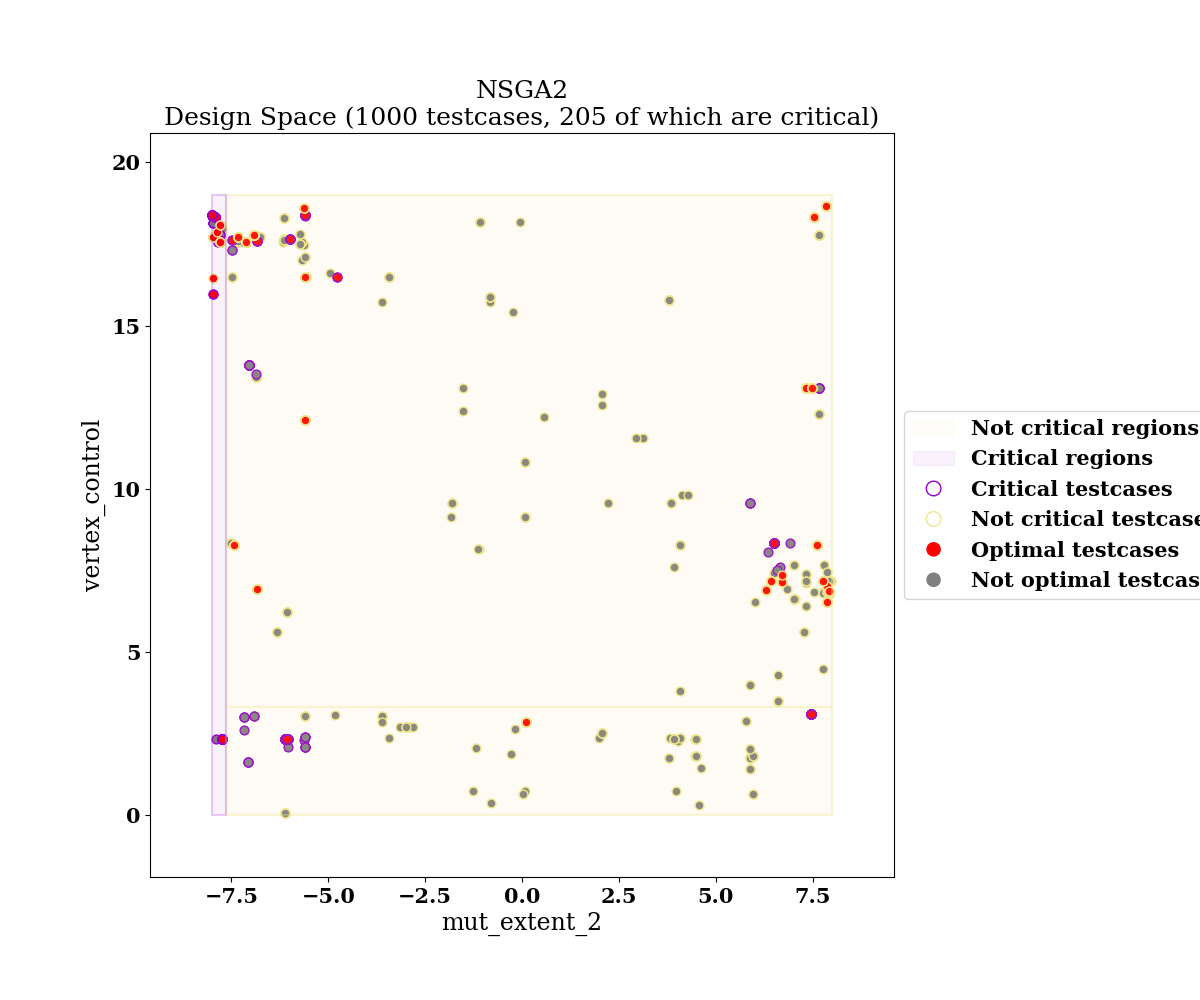 NSGA2
Design Space (1000 testcases, 205 of which are critical)
20
15
10
5
0
vertex_control
−7.5 −5.0 −2.5 0.0 2.5 5.0 7.5
mut_extent_2
Not critical regions
Critical regions
Critical testcases
Not critical testcase
Optimal testcases
Not optimal testcas